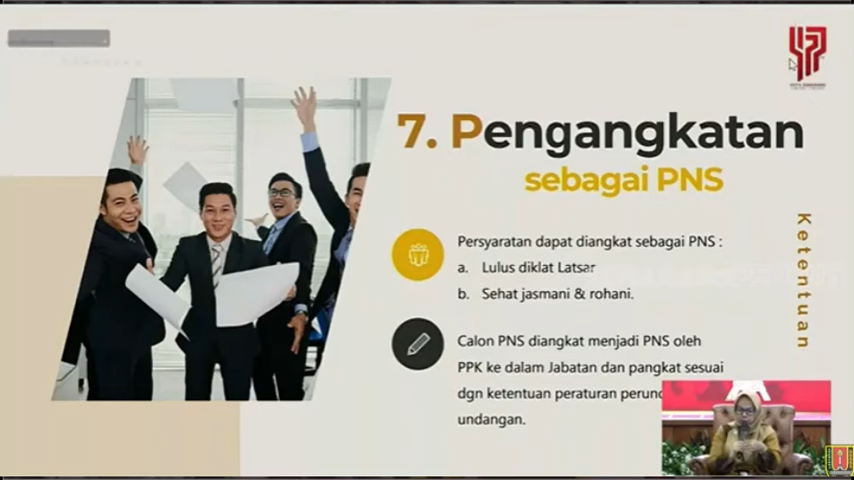 7. Pengangkatan
sebagai PNS
Persyaratan dapat diangkat sebagai PNS :
a. Lulus diklat Latsar
b. Sehat jasmani & rohani.
Calon PNS diangkat menjadi PNS oleh
PPK ke dalam Jabatan dan pangkat sesuai
dgn ketentuan peraturan
undangan.
Ketentuan